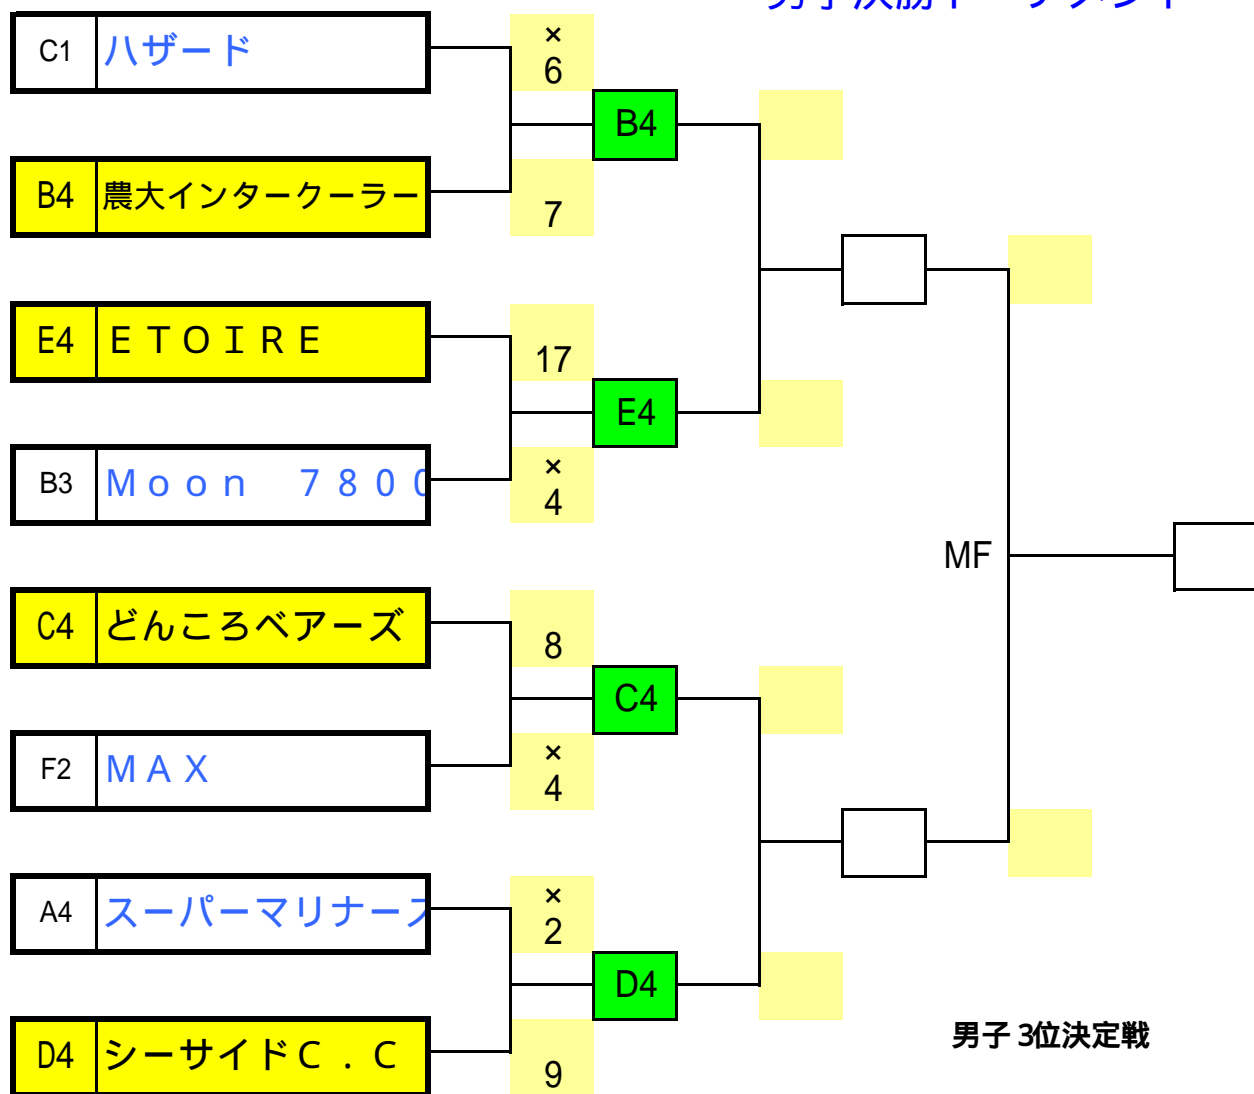 C1 ハザード
×
6
B4
B4 農大インタークーラー
7
E4 ＥＴＯＩＲＥ
17
E4
B3 Ｍｏｏｎ　７８０
×
4
MF
C4 どんころベアーズ
8
C4
F2 ＭＡＸ
×
4
A4 スーパーマリナー
×
2
D4
男子 3位決定戦
D4 シーサイドＣ．Ｃ
9